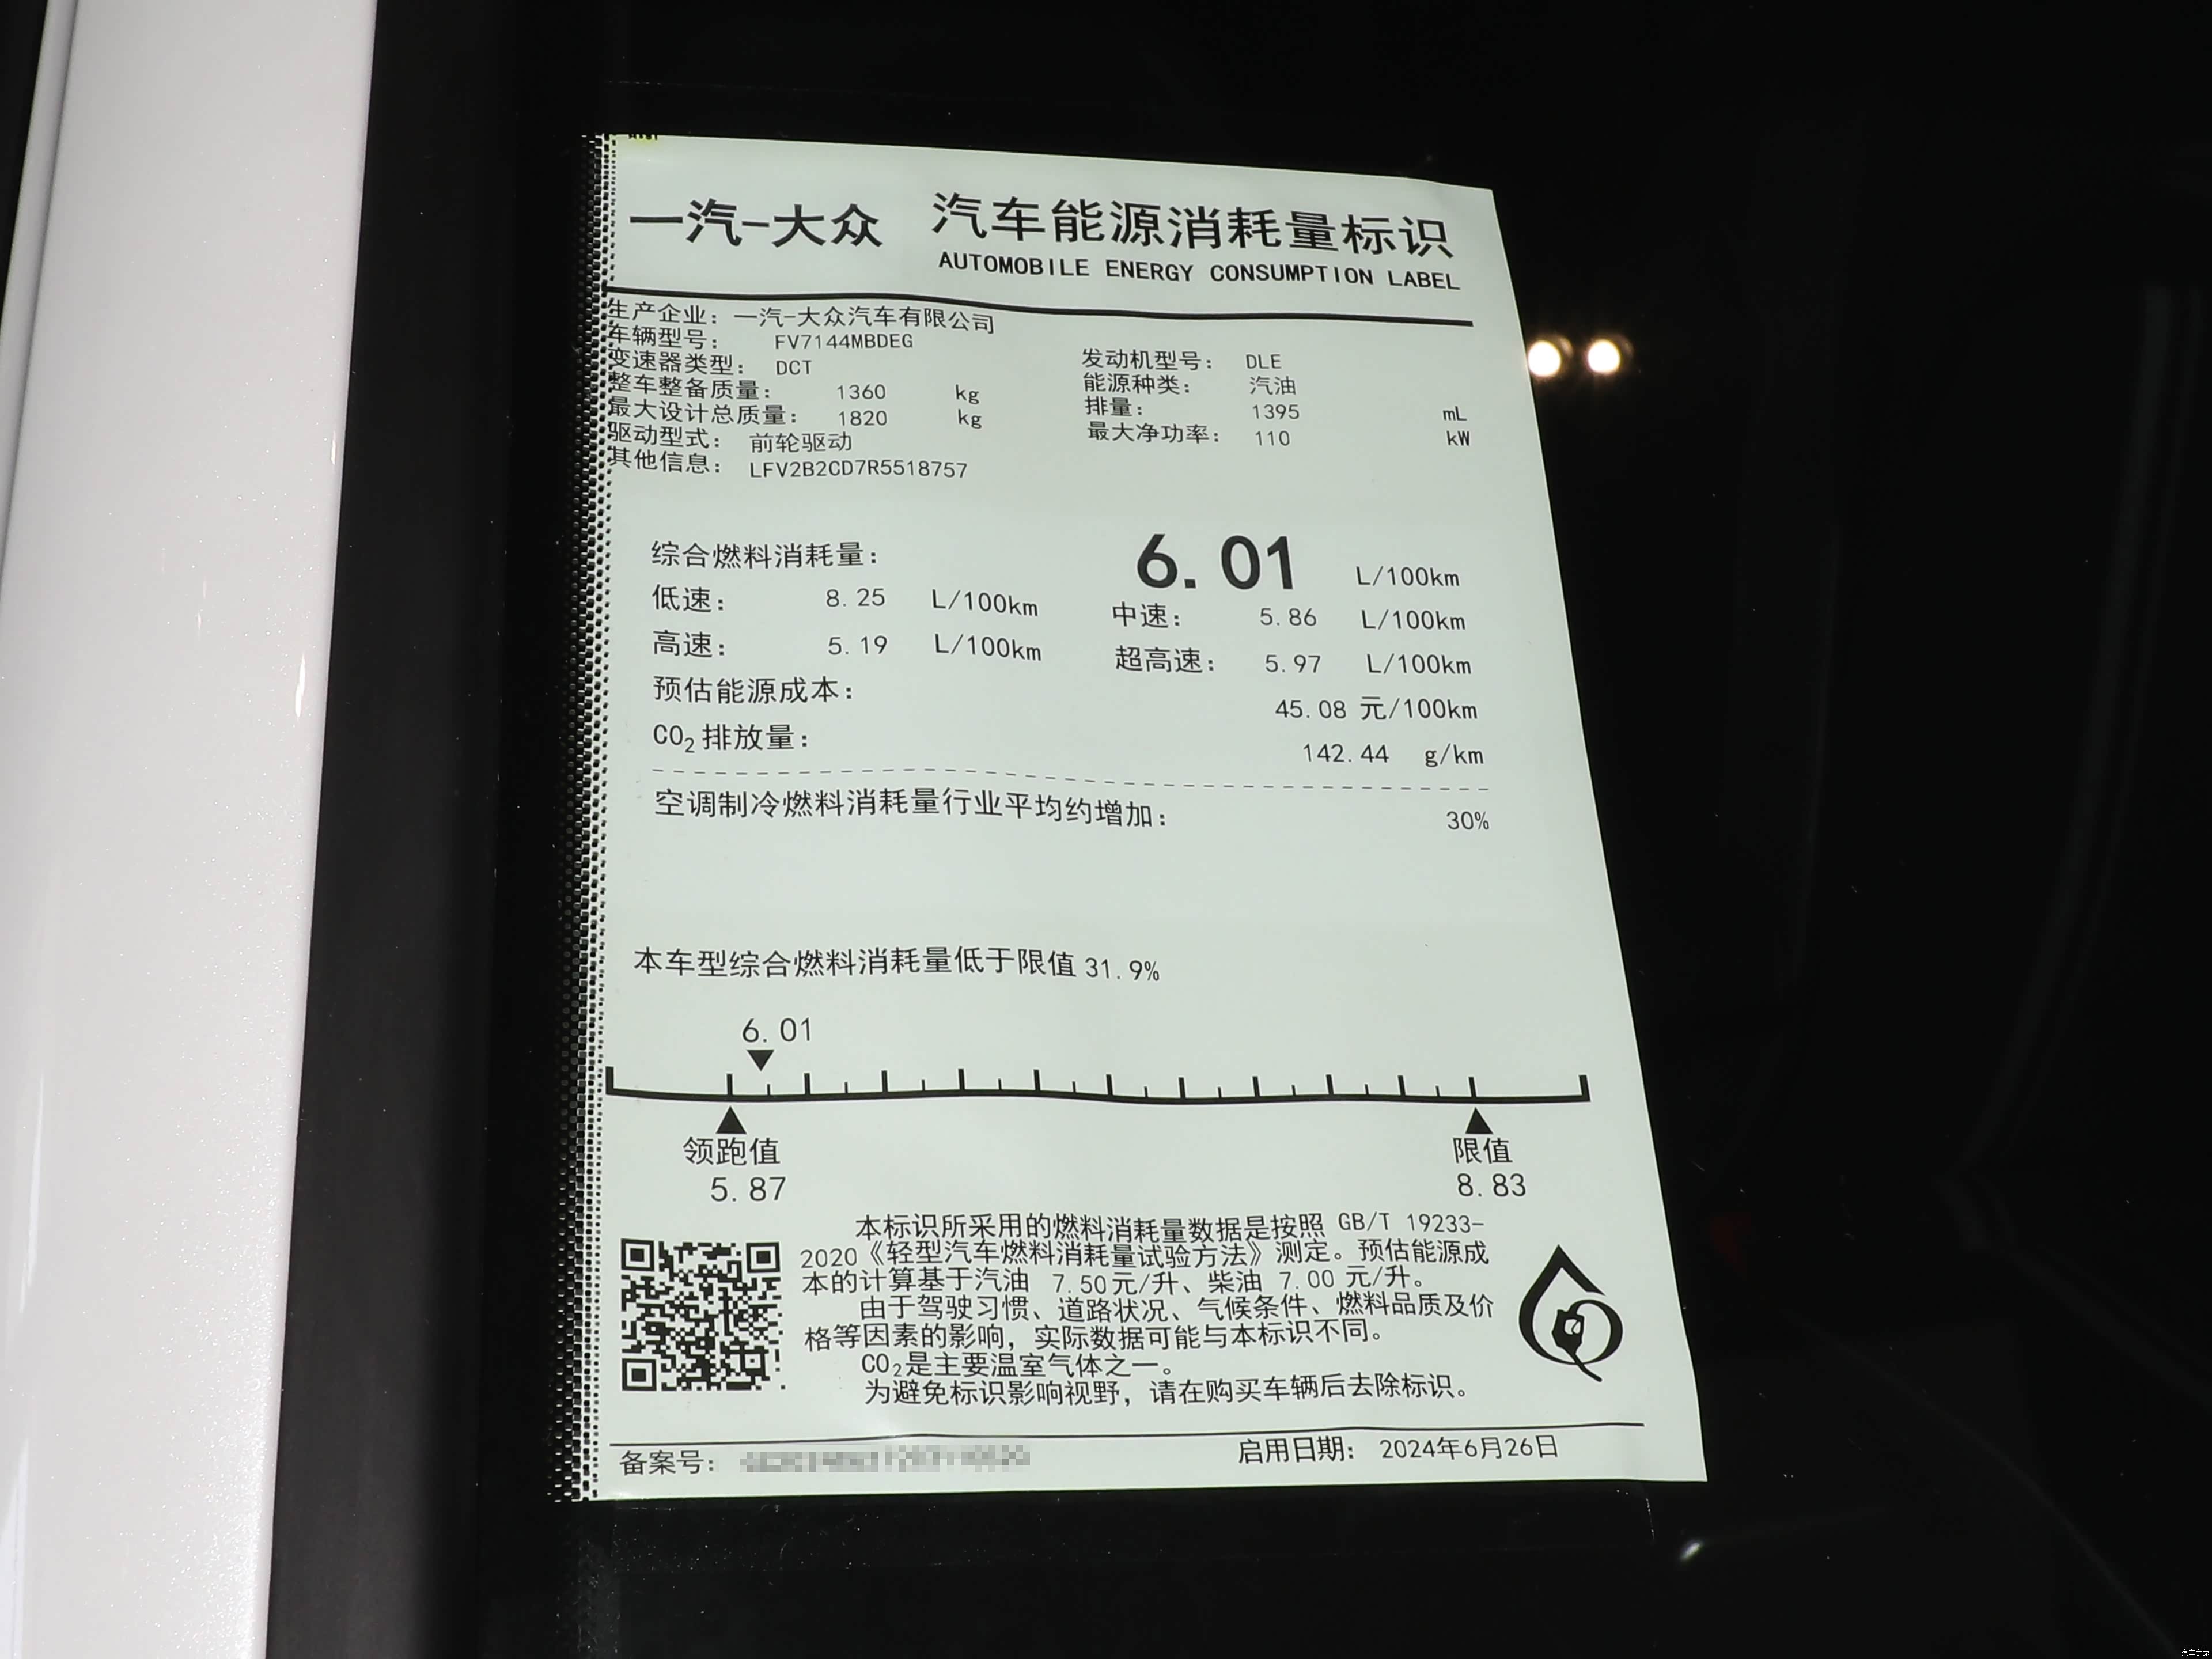 一汽-大众 汽车能源消耗量标识
AUTOMOBILE ENERGY CONSUMPTION LABEL
生产企业：一汽-大众汽车有限公司
车辆型号： FV7144MBDEG
变速器类型： DCT 发动机型号： DLE
整车整备质量： 1360 kg 能源种类： 汽油
最大设计总质量： 1820 kg 排量： 1395 mL
驱动型式： 前轮驱动 最大净功率： 110 kW
其他信息： LFV2B2CD7R5518757
综合燃料消耗量： 6.01 L/100km
低速： 8.25 L/100km 中速： 5.86 L/100km
高速： 5.19 L/100km 超高速： 5.97 L/100km
预估能源成本： 45.08 元/100km
CO₂排放量： 142.44 g/km
空调制冷燃料消耗量行业平均约增加： 30%
本车型综合燃料消耗量低于限值 31.9%
6.01
领跑值 限值
5.87 8.83
本标识所采用的燃料消耗量数据是按照 GB/T 19233-
2020《轻型汽车燃料消耗量试验方法》测定。预估能源成
本的计算基于汽油 7.50元/升、柴油 7.00 元/升。
由于驾驶习惯、道路状况、气候条件、燃料品质及价
格等因素的影响，实际数据可能与本标识不同。
CO₂是主要温室气体之一。
为避免标识影响视野，请在购买车辆后去除标识。
备案号： 启用日期： 2024年6月26日
汽车之家